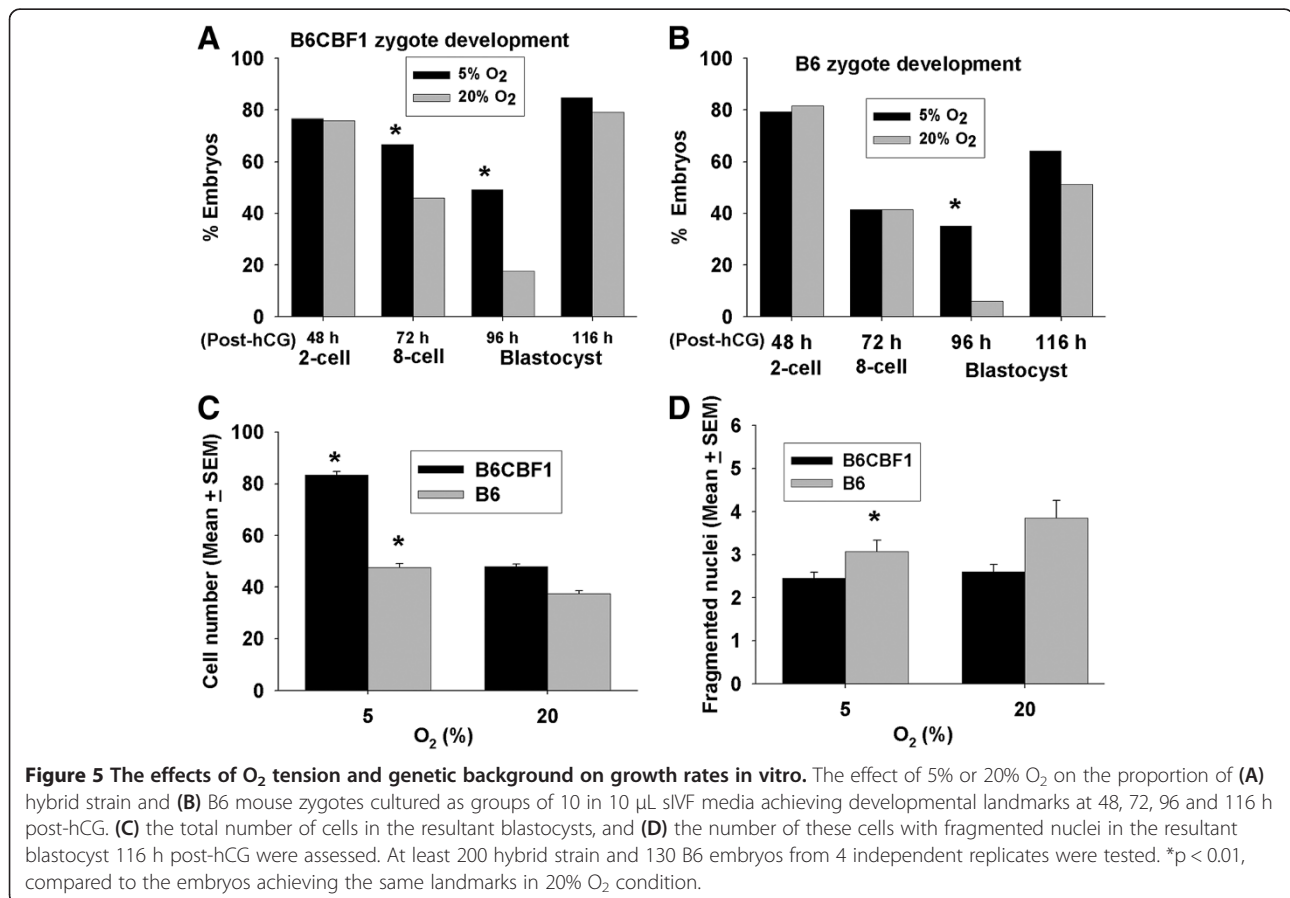 A
B6CBF1 zygote development
% Embryos
100
80
60
40
20
0
5% O₂
20% O₂
*
*
(Post-hCG) 48 h 72 h 96 h 116 h
2-cell 8-cell Blastocyst
B
B6 zygote development
% Embryos
100
80
60
40
20
0
5% O₂
20% O₂
*
(Post-hCG) 48 h 72 h 96 h 116 h
2-cell 8-cell Blastocyst
C
Cell number (Mean ± SEM)
100
80
60
40
20
0
B6CBF1
B6
*
*
5 20
O₂ (%)
D
Fragmented nuclei (Mean ± SEM)
6
5
4
3
2
1
0
B6CBF1
B6
*
5 20
O₂ (%)
Figure 5 The effects of O₂ tension and genetic background on growth rates in vitro. The effect of 5% or 20% O₂ on the proportion of (A)
hybrid strain and (B) B6 mouse zygotes cultured as groups of 10 in 10 μL sIVF media achieving developmental landmarks at 48, 72, 96 and 116 h
post-hCG. (C) the total number of cells in the resultant blastocysts, and (D) the number of these cells with fragmented nuclei in the resultant
blastocyst 116 h post-hCG were assessed. At least 200 hybrid strain and 130 B6 embryos from 4 independent replicates were tested. *p < 0.01,
compared to the embryos achieving the same landmarks in 20% O₂ condition.